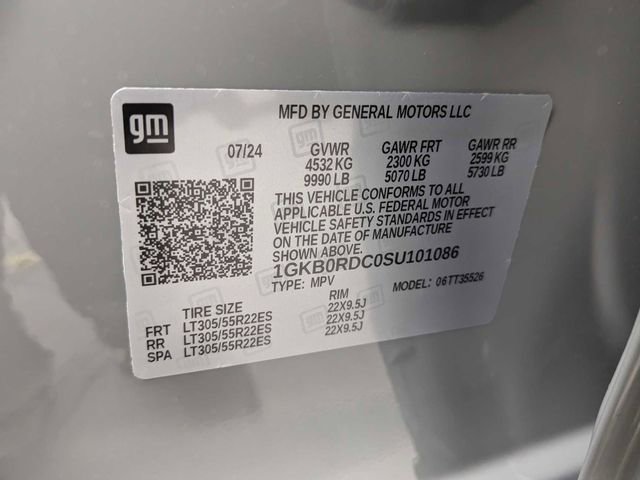 gm
MFD BY GENERAL MOTORS LLC
07/24 GVWR GAWR FRT GAWR RR
4532 KG 2300 KG 2599 KG
9990 LB 5070 LB 5730 LB
THIS VEHICLE CONFORMS TO ALL
APPLICABLE U.S. FEDERAL MOTOR
VEHICLE SAFETY STANDARDS IN EFFECT
ON THE DATE OF MANUFACTURE
SHOWN ABOVE.
1GKB0RDC0SU101086
TYPE: MPV MODEL: 06TT35526
TIRE SIZE RIM
FRT LT305/55R22ES 22X9.5J
RR LT305/55R22ES 22X9.5J
SPA LT305/55R22ES 22X9.5J